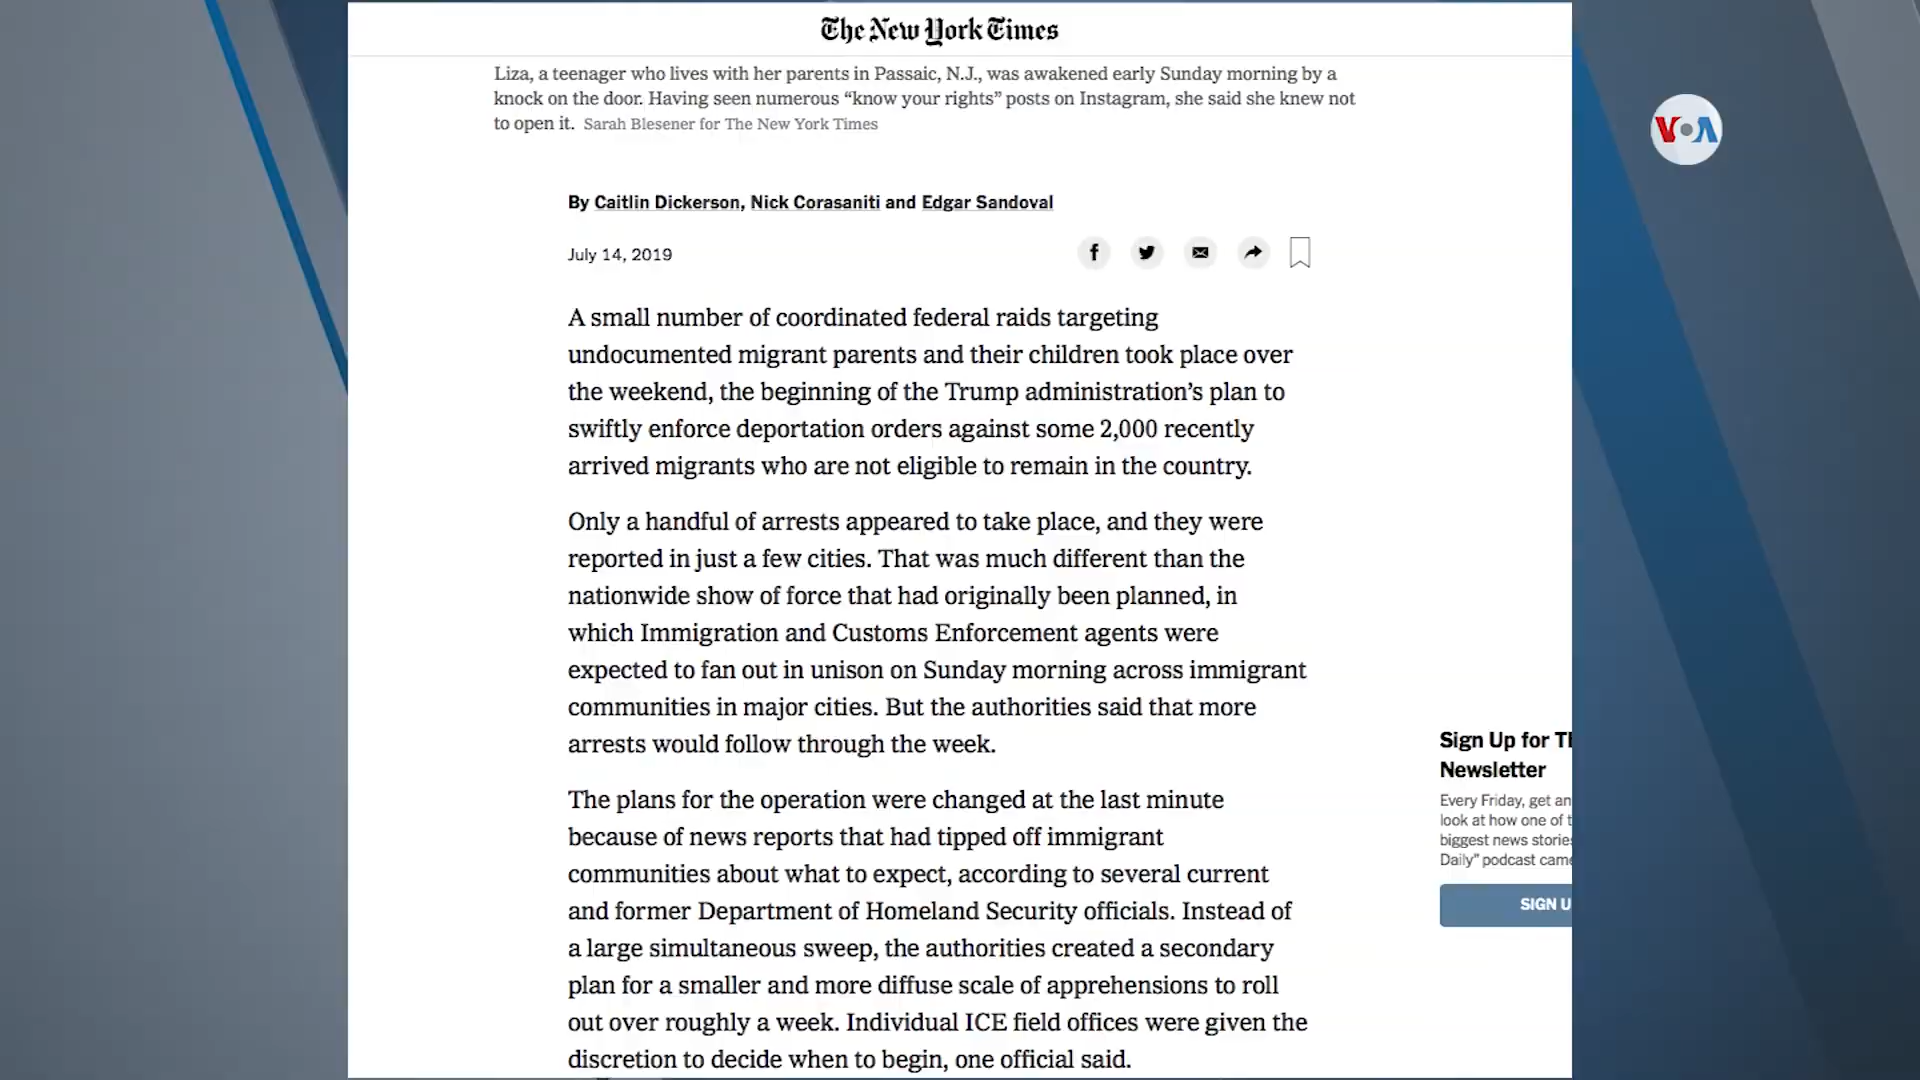 The New York Times
Liza, a teenager who lives with her parents in Passaic, N.J., was awakened early Sunday morning by a
knock on the door. Having seen numerous “know your rights” posts on Instagram, she said she knew not
to open it. Sarah Blesener for The New York Times
VOA
By Caitlin Dickerson, Nick Corasaniti and Edgar Sandoval
July 14, 2019
A small number of coordinated federal raids targeting
undocumented migrant parents and their children took place over
the weekend, the beginning of the Trump administration’s plan to
swiftly enforce deportation orders against some 2,000 recently
arrived migrants who are not eligible to remain in the country.
Only a handful of arrests appeared to take place, and they were
reported in just a few cities. That was much different than the
nationwide show of force that had originally been planned, in
which Immigration and Customs Enforcement agents were
expected to fan out in unison on Sunday morning across immigrant
communities in major cities. But the authorities said that more
arrests would follow through the week.
The plans for the operation were changed at the last minute
because of news reports that had tipped off immigrant
communities about what to expect, according to several current
and former Department of Homeland Security officials. Instead of
a large simultaneous sweep, the authorities created a secondary
plan for a smaller and more diffuse scale of apprehensions to roll
out over roughly a week. Individual ICE field offices were given the
discretion to decide when to begin, one official said.
Sign Up for
Newsletter
Every Friday, get an
look at how one of
biggest news
Daily” podcast
SIGN